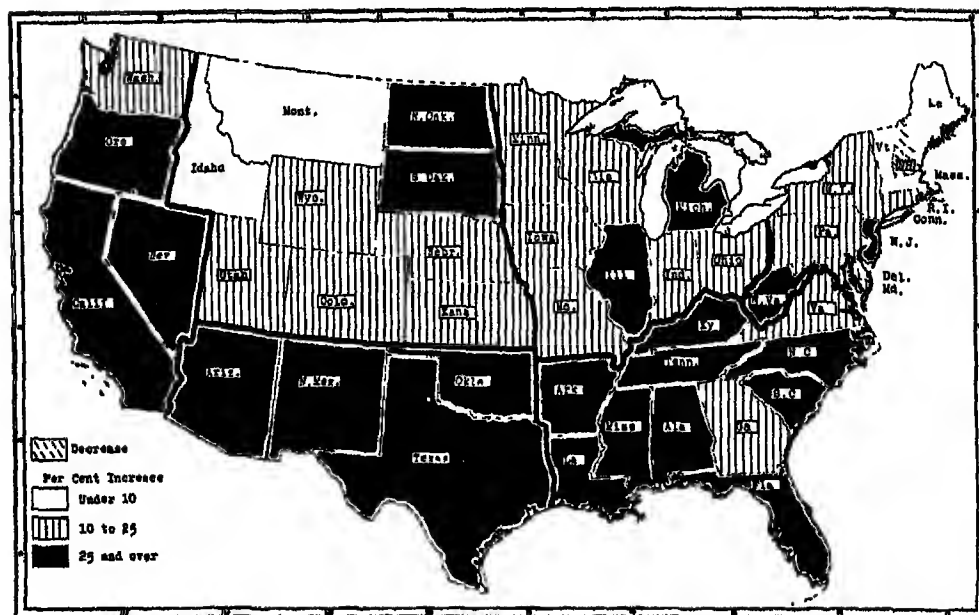 Wash.
Mont.
N.Dak.
Minn.
Ore
Idaho
S Dak.
Wis
Mich.
Vt
N.Y.
Mass.
R.I.
Conn.
Wyo.
Iowa
Pa.
N.J.
Nev
Utah
Nebr.
Ill
Ind.
Ohio
Del.
Md.
Calif
Colo.
Kans
Mo.
W.Va
Va
Ky
Ariz.
N.Mex.
Okla
Ark
Tenn.
N.C
S.C
Texas
La
Miss
Ala
Ga
Fla
Decrease
Per Cent Increase
Under 10
10 to 25
25 and over